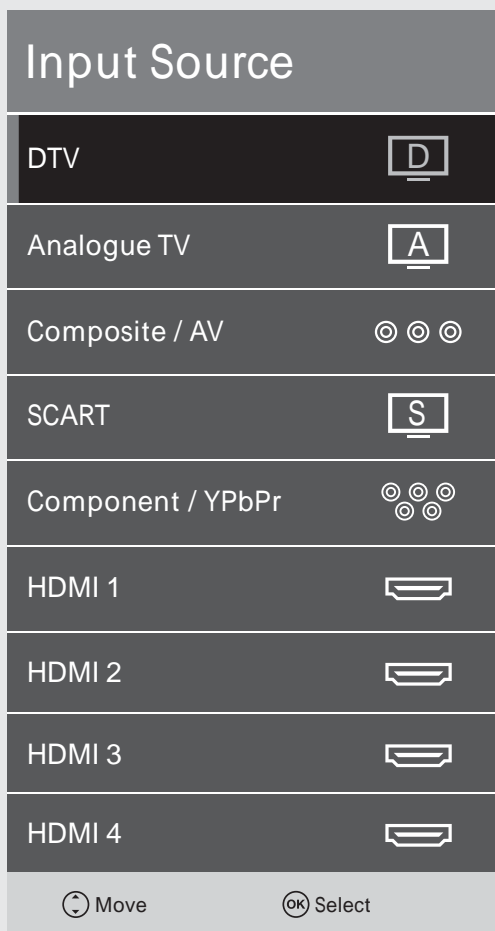 Input Source
DTV D
Analogue TV A
Composite / AV
SCART S
Component / YPbPr
HDMI 1
HDMI 2
HDMI 3
HDMI 4
Move OK Select